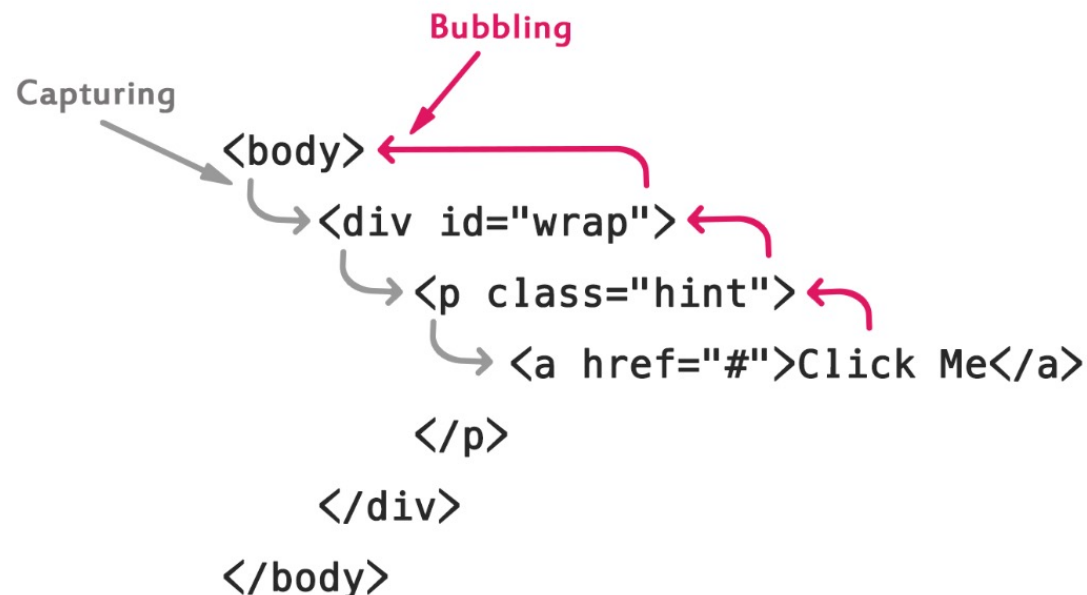 Bubbling
Capturing
<body>
<div id="wrap">
<p class="hint">
<a href="#">Click Me</a>
</p>
</div>
</body>